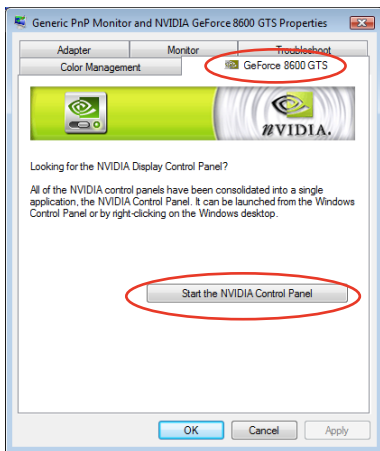 Generic PnP Monitor and NVIDIA GeForce 8600 GTS Properties
Adapter Monitor Troubleshoot
Color Management GeForce 8600 GTS
NVIDIA.
Looking for the NVIDIA Display Control Panel?
All of the NVIDIA control panels have been consolidated into a single
application, the NVIDIA Control Panel. It can be launched from the Windows
Control Panel or by right-clicking on the Windows desktop.
Start the NVIDIA Control Panel
OK Cancel Apply